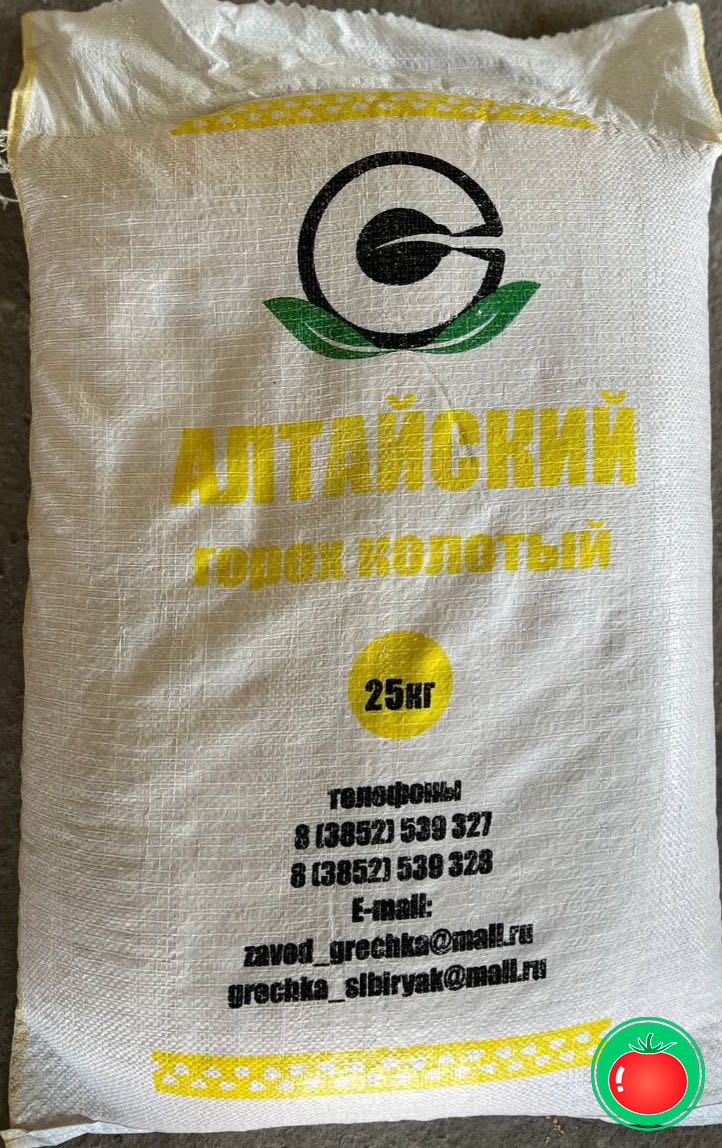 АЛТАЙСКИЙ
горох колотый
25кг
телефоны
8 (3852) 539 327
8 (3852) 539 328
E-mail:
zavod_grechka@mail.ru
grechka_sibiryak@mail.ru